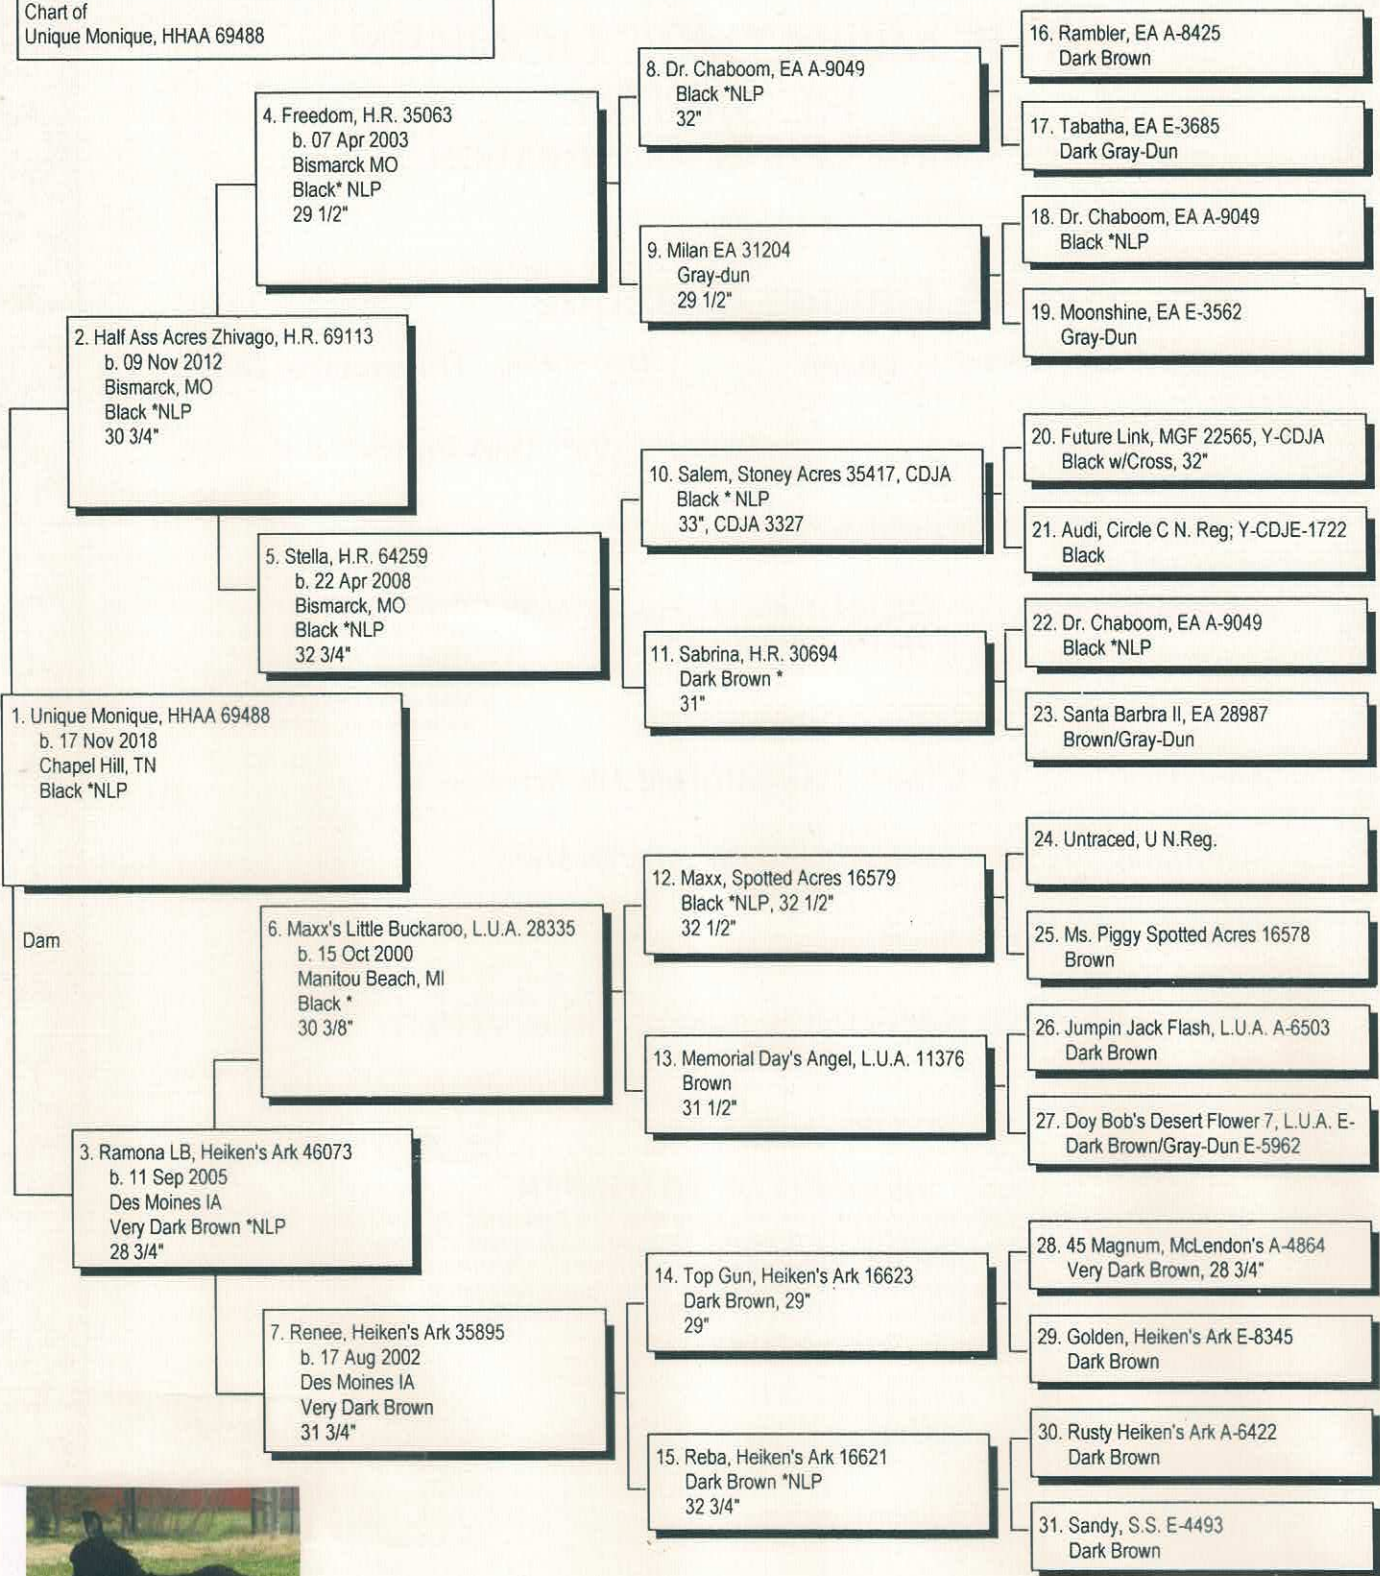 Chart of
Unique Monique, HHAA 69488
1. Unique Monique, HHAA 69488
b. 17 Nov 2018
Chapel Hill, TN
Black *NLP
Dam
2. Half Ass Acres Zhivago, H.R. 69113
b. 09 Nov 2012
Bismarck, MO
Black *NLP
30 3/4"
3. Ramona LB, Heiken's Ark 46073
b. 11 Sep 2005
Des Moines IA
Very Dark Brown *NLP
28 3/4"
4. Freedom, H.R. 35063
b. 07 Apr 2003
Bismarck MO
Black* NLP
29 1/2"
5. Stella, H.R. 64259
b. 22 Apr 2008
Bismarck, MO
Black *NLP
32 3/4"
6. Maxx's Little Buckaroo, L.U.A. 28335
b. 15 Oct 2000
Manitou Beach, MI
Black *
30 3/8"
7. Renee, Heiken's Ark 35895
b. 17 Aug 2002
Des Moines IA
Very Dark Brown
31 3/4"
8. Dr. Chaboom, EA A-9049
Black *NLP
32"
9. Milan EA 31204
Gray-dun
29 1/2"
10. Salem, Stoney Acres 35417, CDJA
Black * NLP
33", CDJA 3327
11. Sabrina, H.R. 30694
Dark Brown *
31"
12. Maxx, Spotted Acres 16579
Black *NLP, 32 1/2"
32 1/2"
13. Memorial Day's Angel, L.U.A. 11376
Brown
31 1/2"
14. Top Gun, Heiken's Ark 16623
Dark Brown, 29"
29"
15. Reba, Heiken's Ark 16621
Dark Brown *NLP
32 3/4"
16. Rambler, EA A-8425
Dark Brown
17. Tabatha, EA E-3685
Dark Gray-Dun
18. Dr. Chaboom, EA A-9049
Black *NLP
19. Moonshine, EA E-3562
Gray-Dun
20. Future Link, MGF 22565, Y-CDJA
Black w/Cross, 32"
21. Audi, Circle C N. Reg; Y-CDJE-1722
Black
22. Dr. Chaboom, EA A-9049
Black *NLP
23. Santa Barbra II, EA 28987
Brown/Gray-Dun
24. Untraced, U N.Reg.
25. Ms. Piggy Spotted Acres 16578
Brown
26. Jumpin Jack Flash, L.U.A. A-6503
Dark Brown
27. Doy Bob's Desert Flower 7, L.U.A. E-
Dark Brown/Gray-Dun E-5962
28. 45 Magnum, McLendon's A-4864
Very Dark Brown, 28 3/4"
29. Golden, Heiken's Ark E-8345
Dark Brown
30. Rusty Heiken's Ark A-6422
Dark Brown
31. Sandy, S.S. E-4493
Dark Brown